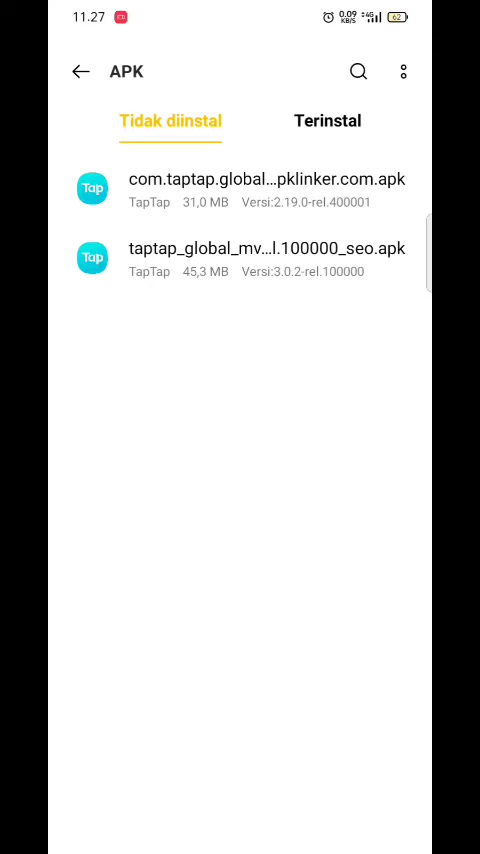 11.27
0.09
KB/S
4G
62
APK
Tidak diinstal
Terinstal
Tap
com.taptap.global...pklinker.com.apk
TapTap 31,0 MB Versi:2.19.0-rel.400001
Tap
taptap_global_mv...l.100000_seo.apk
TapTap 45,3 MB Versi:3.0.2-rel.100000